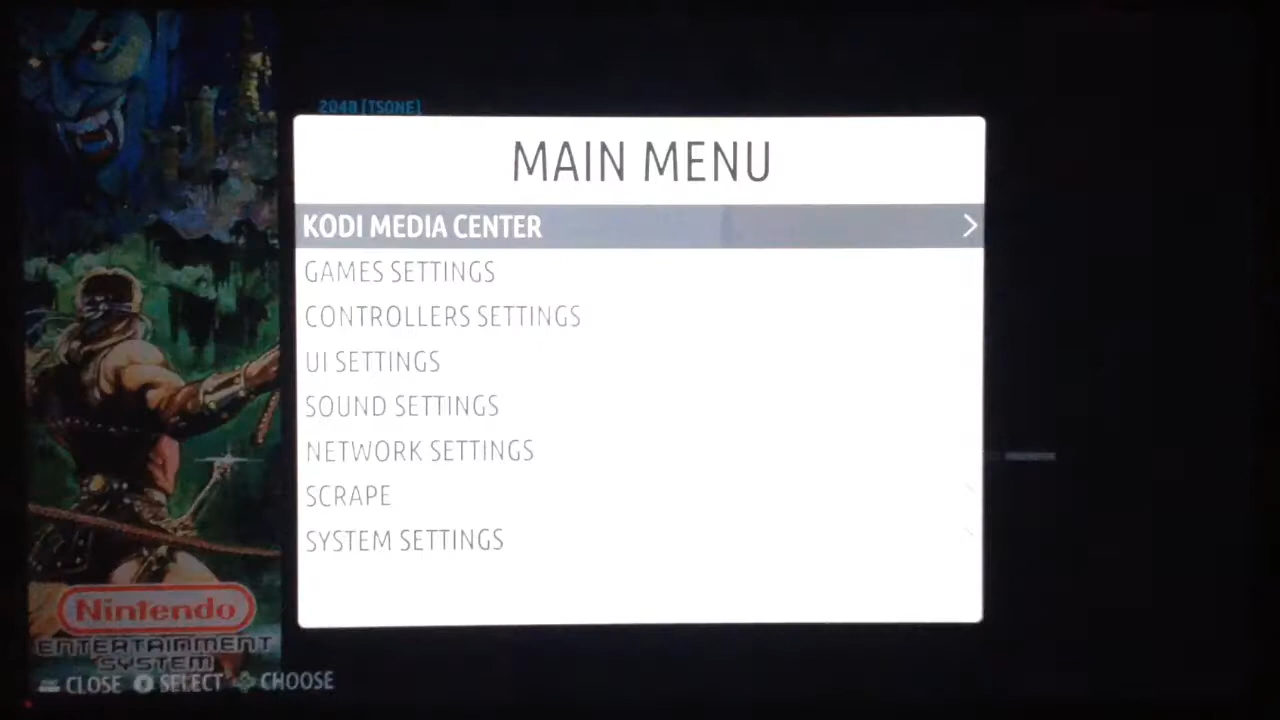 2048 [TSONE]
MAIN MENU
KODI MEDIA CENTER
GAMES SETTINGS
CONTROLLERS SETTINGS
UI SETTINGS
SOUND SETTINGS
NETWORK SETTINGS
SCRAPE
SYSTEM SETTINGS
Nintendo
ENTERTAINMENT
SYSTEM
CLOSE SELECT CHOOSE